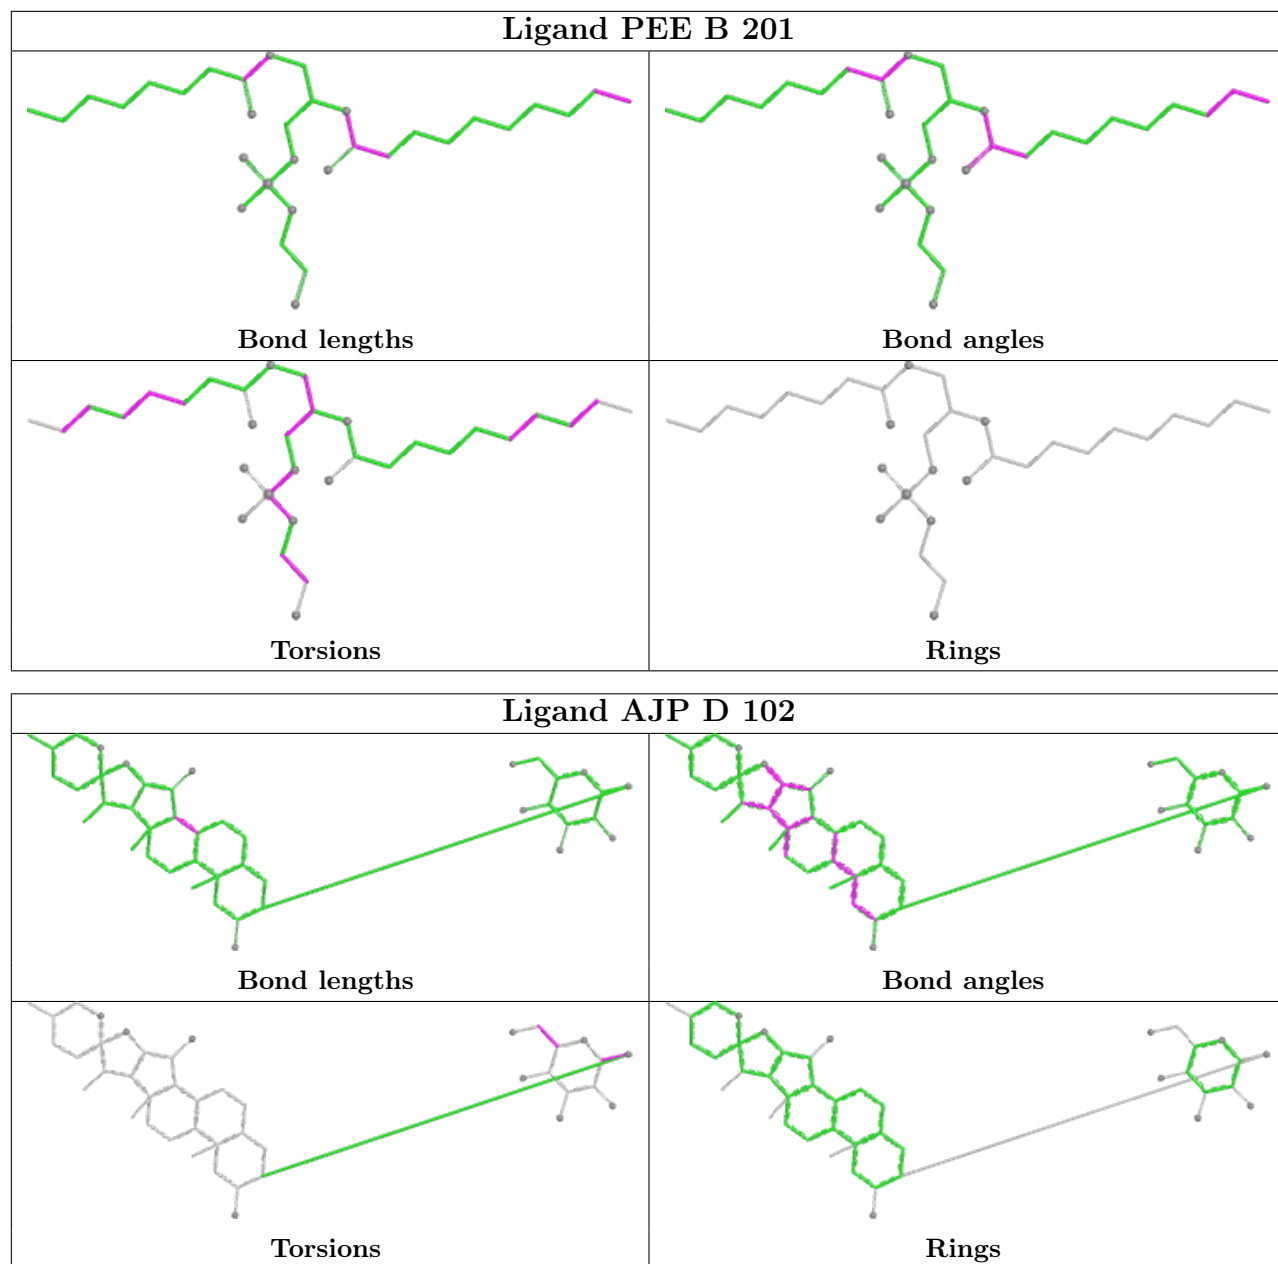 Ligand PEE B 201
Bond lengths
Bond angles
Torsions
Rings
Ligand AJP D 102
Bond lengths
Bond angles
Torsions
Rings